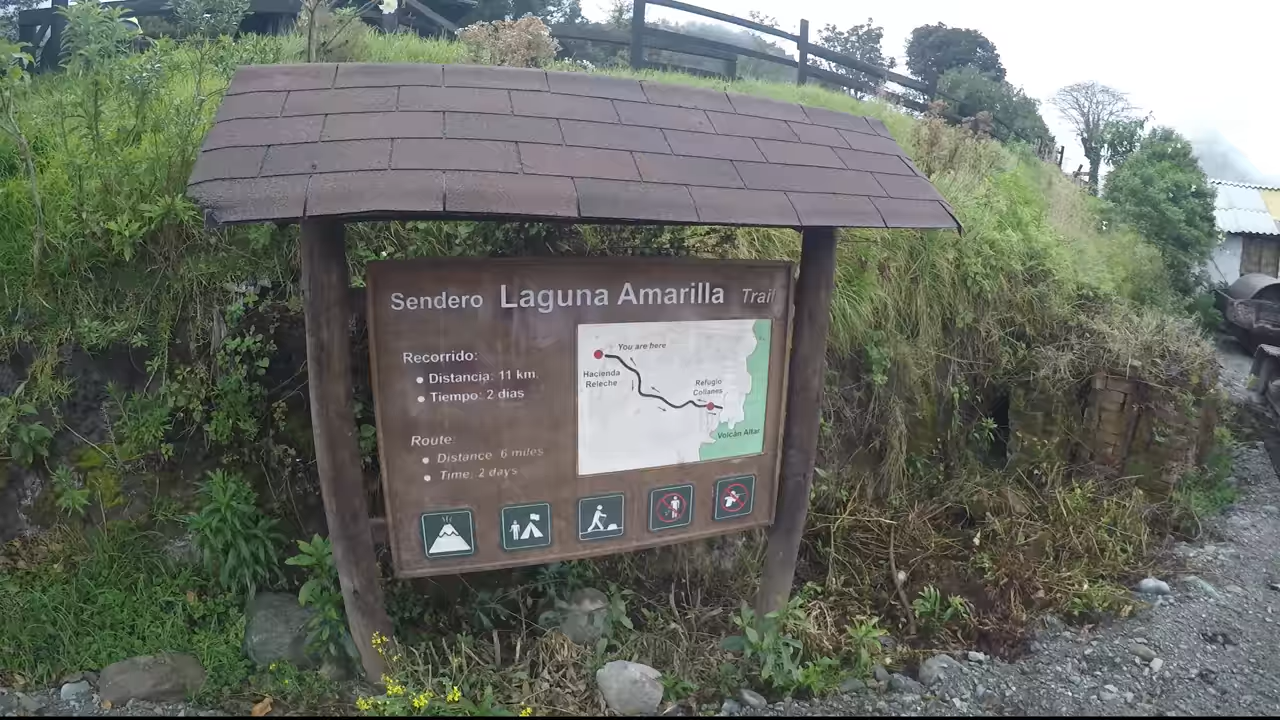 Sendero Laguna Amarilla Trail
Recorrido:
Distancia: 11 km.
Tiempo: 2 dias
Route:
Distance: 6 miles
Time: 2 days
You are here
Hacienda
Releche
Refugio
Collanes
Volcán Altar